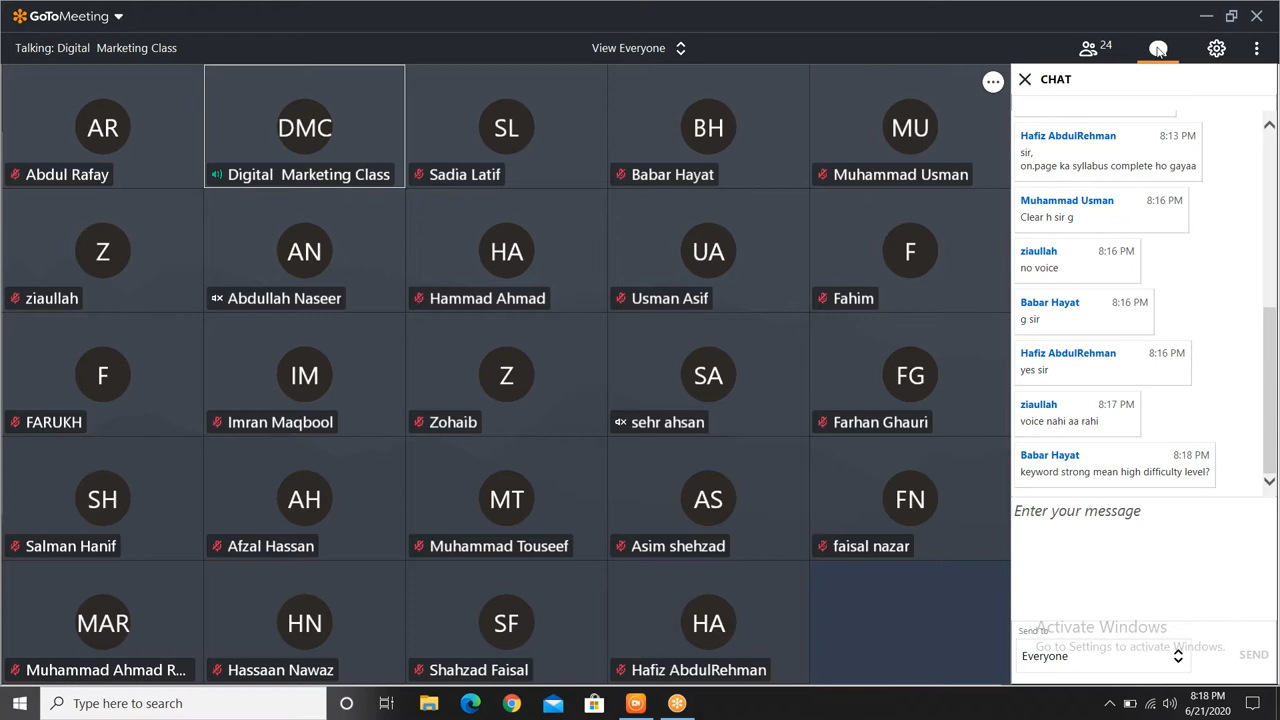 GoToMeeting
Talking: Digital Marketing Class
View Everyone
24
CHAT
AR
Abdul Rafay
DMC
Digital Marketing Class
SL
Sadia Latif
BH
Babar Hayat
MU
Muhammad Usman
Z
ziaullah
AN
Abdullah Naseer
HA
Hammad Ahmad
UA
Usman Asif
F
Fahim
F
FARUKH
IM
Imran Maqbool
Z
Zohaib
SA
sehr ahsan
FG
Farhan Ghauri
SH
Salman Hanif
AH
Afzal Hassan
MT
Muhammad Touseef
AS
Asim shehzad
FN
faisal nazar
MAR
Muhammad Ahmad R...
HN
Hassaan Nawaz
SF
Shahzad Faisal
HA
Hafiz AbdulRehman
Hafiz AbdulRehman 8:13 PM
sir,
on.page ka syllabus complete ho gayaa
Muhammad Usman 8:16 PM
Clear h sir g
ziaullah 8:16 PM
no voice
Babar Hayat 8:16 PM
g sir
Hafiz AbdulRehman 8:16 PM
yes sir
ziaullah 8:17 PM
voice nahi aa rahi
Babar Hayat 8:18 PM
keyword strong mean high difficulty level?
Enter your message
Activate Windows
Go to Settings to activate Windows.
Send to
Everyone
SEND
Type here to search
8:18 PM
6/21/2020